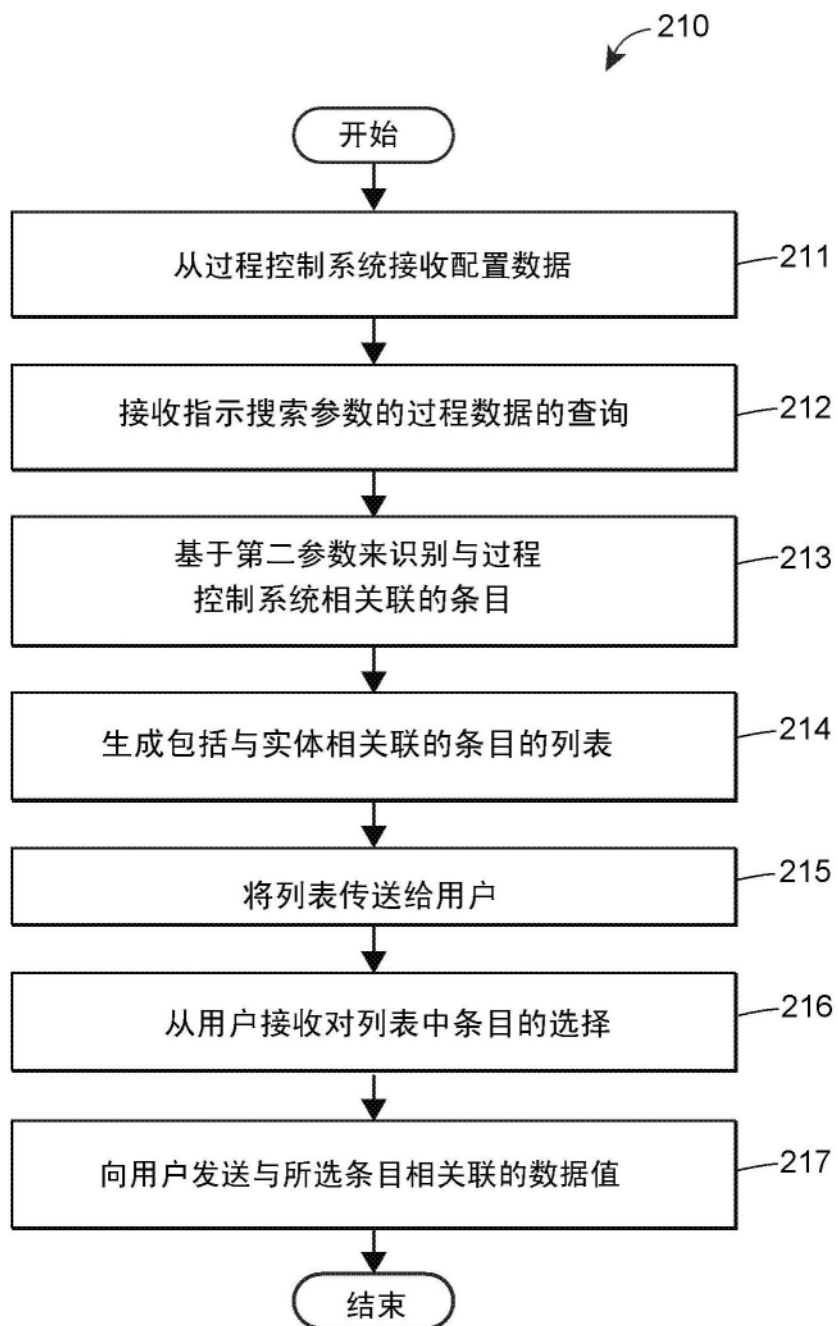 210
开始
从过程控制系统接收配置数据
211
接收指示搜索参数的过程数据的查询
212
基于第二参数来识别与过程
控制系统相关联的条目
213
生成包括与实体相关联的条目的列表
214
将列表传送给用户
215
从用户接收对列表中条目的选择
216
向用户发送与所选条目相关联的数据值
217
结束